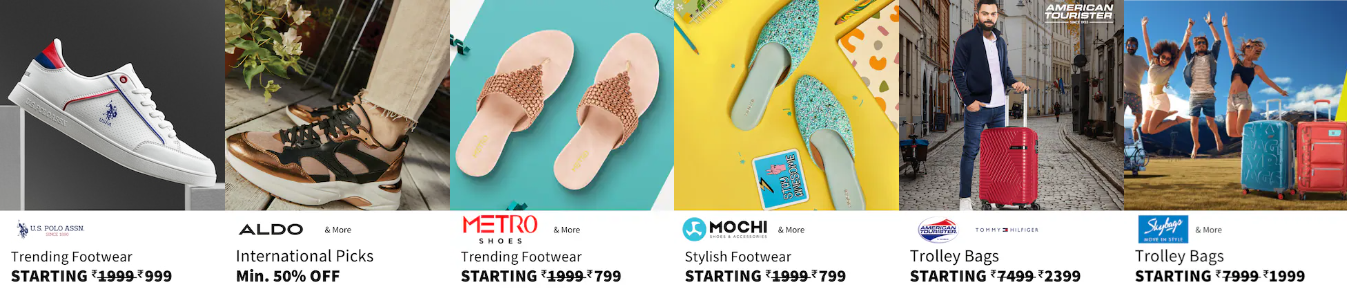 AMERICAN
TOURISTER
U.S. POLO ASSN.
SINCE 1890
Trending Footwear
STARTING ₹1999 ₹999
ALDO & More
International Picks
Min. 50% OFF
METRO
SHOES
& More
Trending Footwear
STARTING ₹1999 ₹799
MOCHI
SHOES & ACCESSORIES
& More
Stylish Footwear
STARTING ₹1999 ₹799
AMERICAN
TOURISTER
TOMMY HILFIGER
Trolley Bags
STARTING ₹7499 ₹2399
Skybags
MOVE IN STYLE
& More
Trolley Bags
STARTING ₹7999 ₹1999